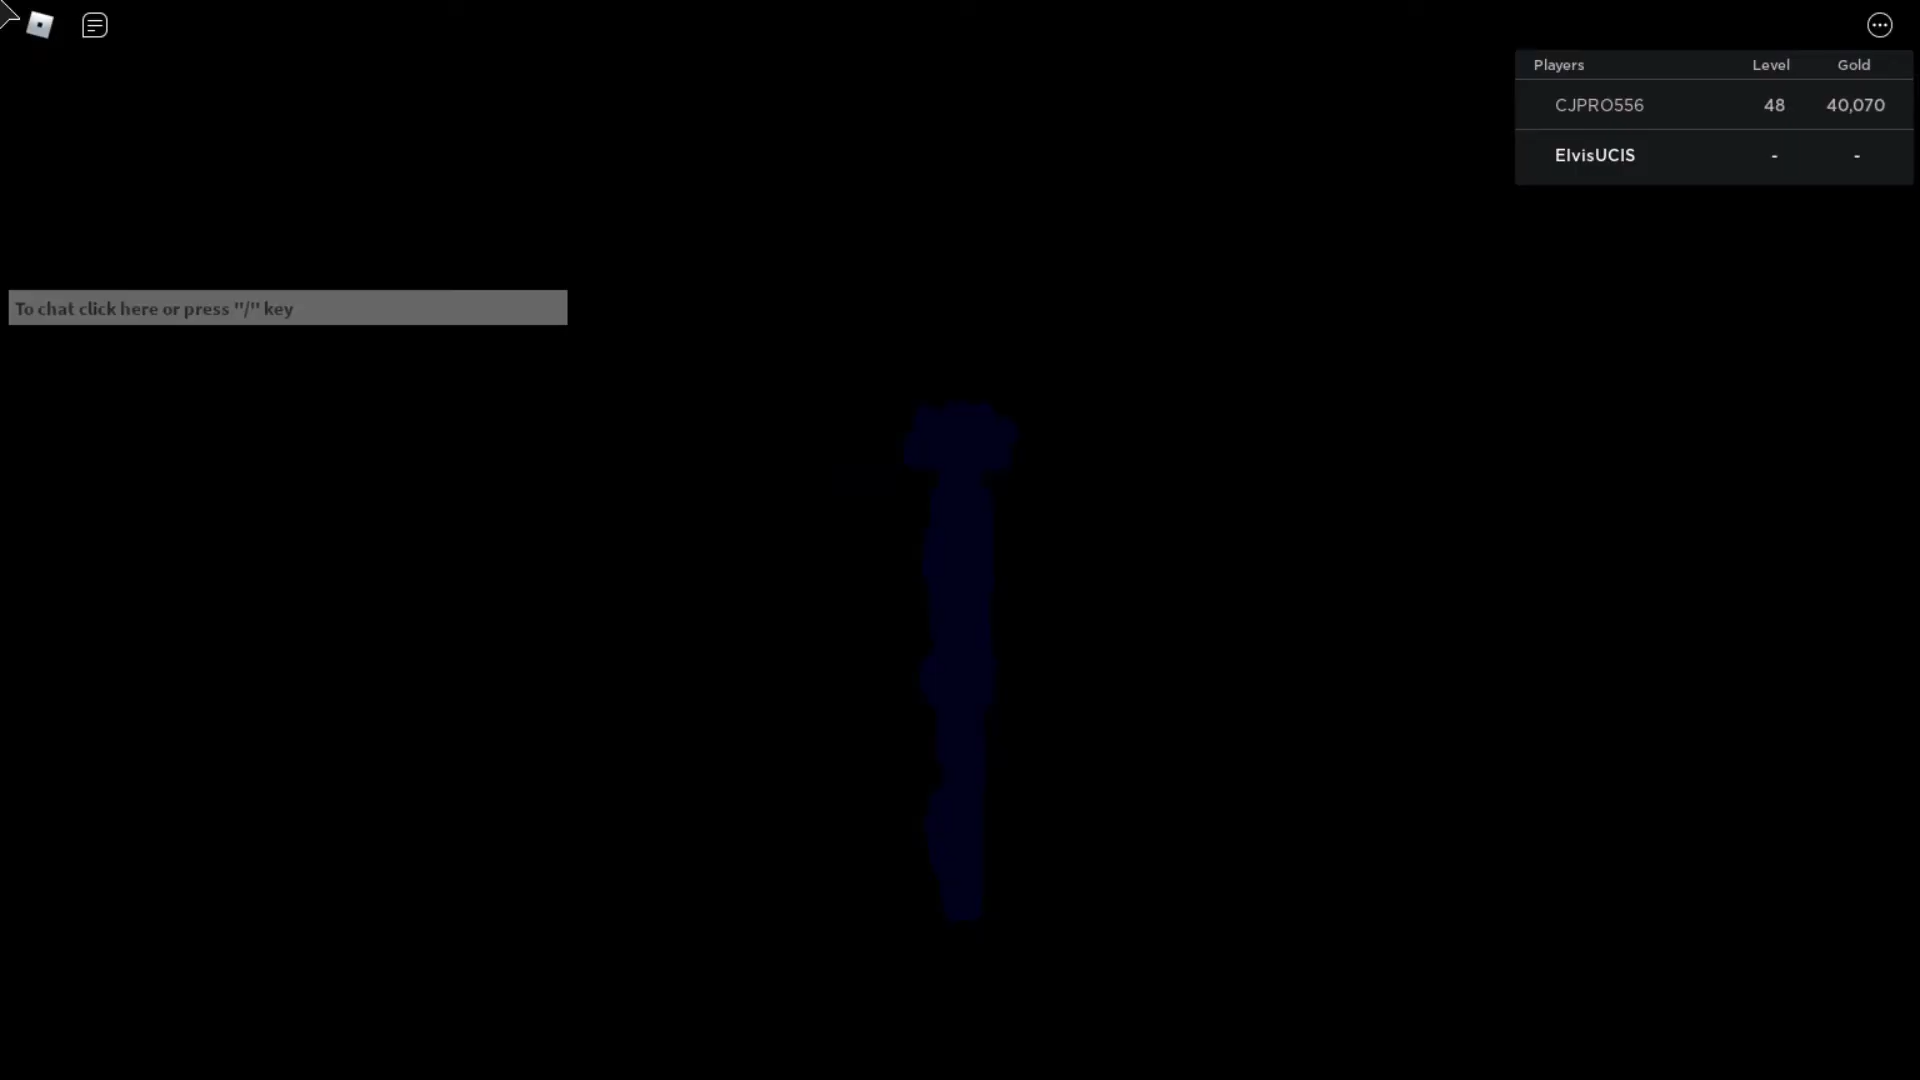 Players Level Gold
CJPRO556 48 40,070
ElvisUCIS - -
To chat click here or press "/" key